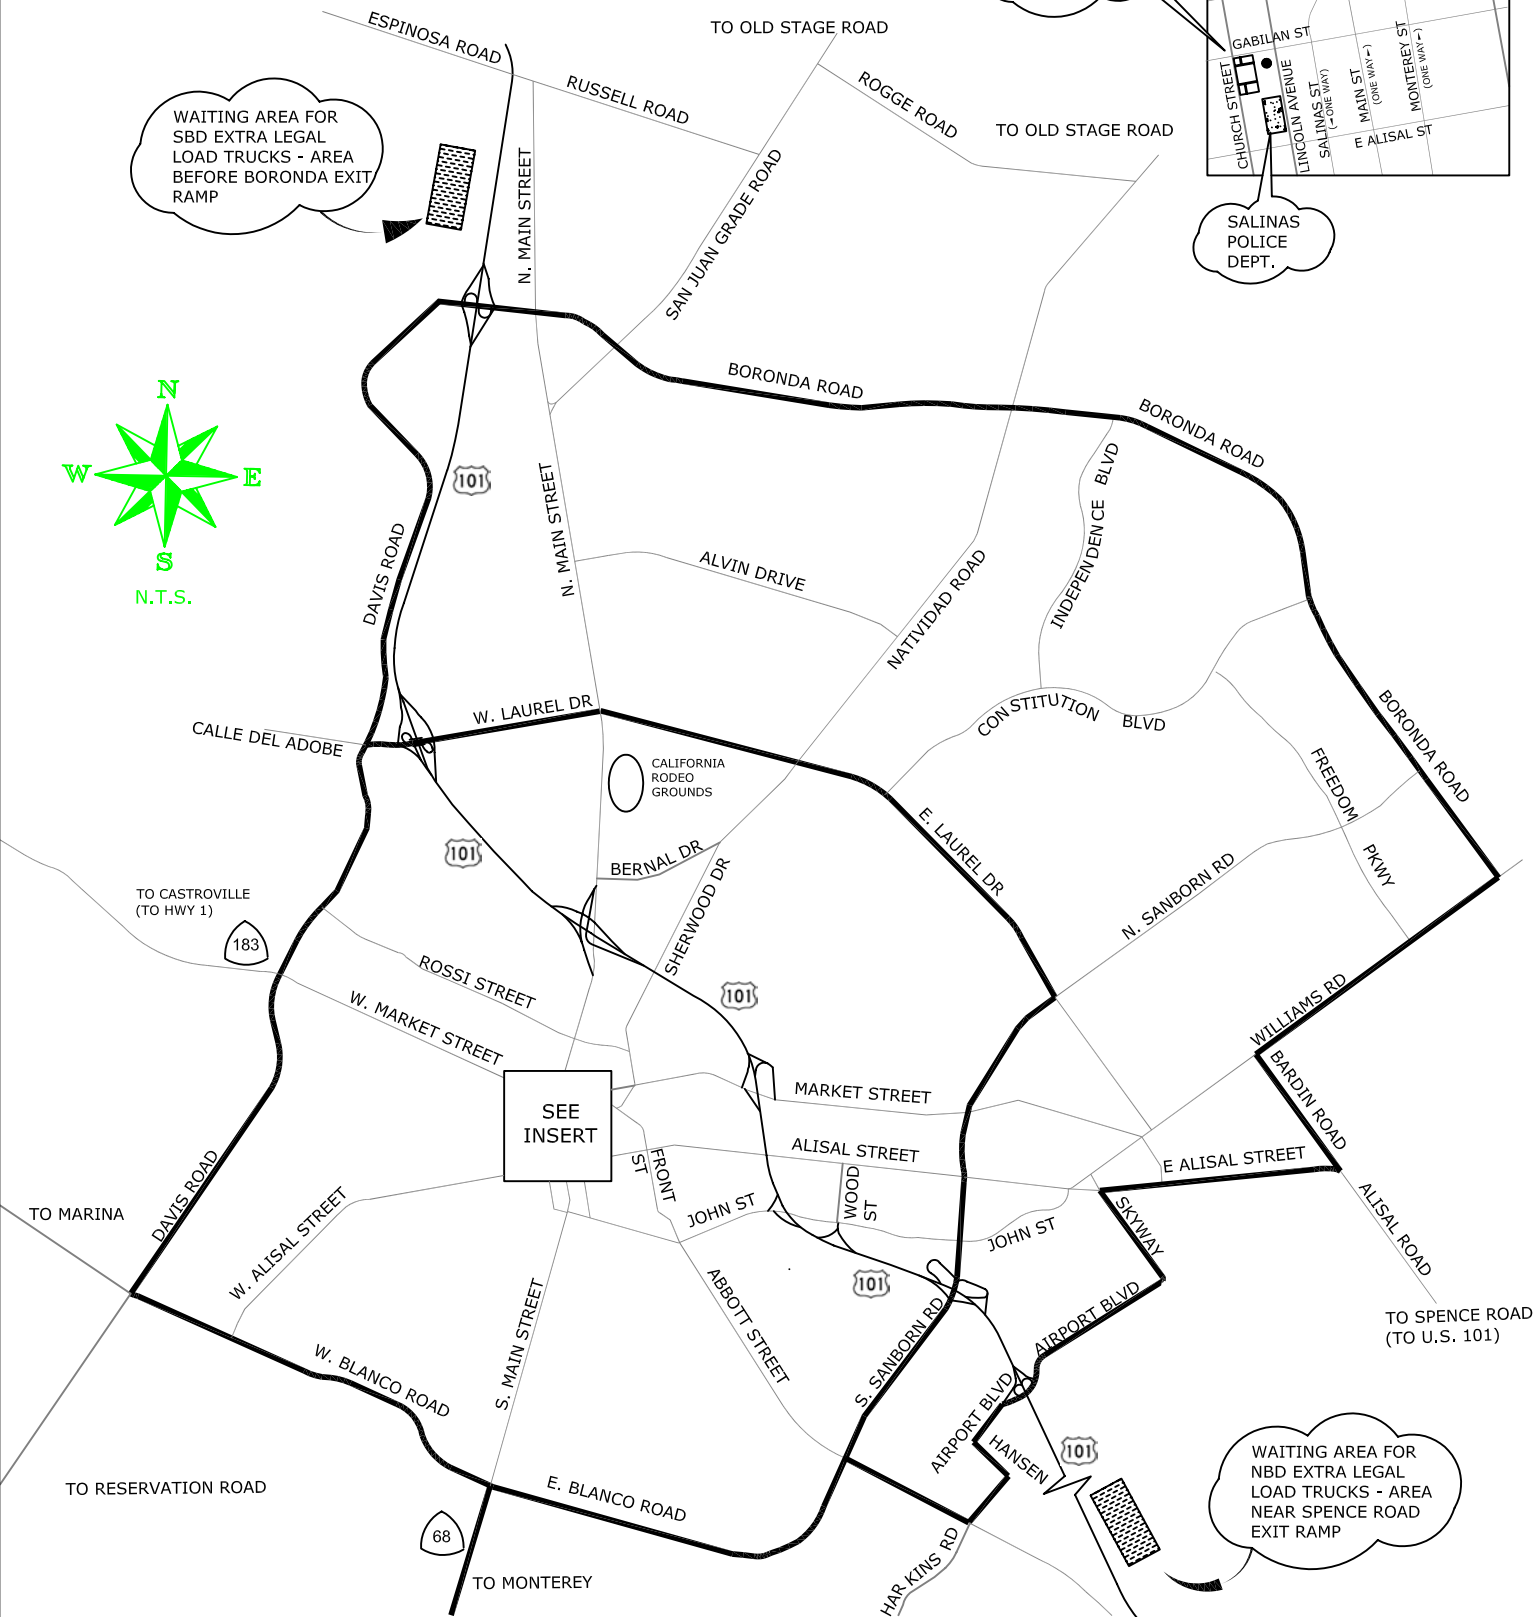 ESPINOSA ROAD
TO OLD STAGE ROAD
RUSSELL ROAD
ROGGE ROAD
TO OLD STAGE ROAD
WAITING AREA FOR
SBD EXTRA LEGAL
LOAD TRUCKS - AREA
BEFORE BORONDA EXIT
RAMP
N. MAIN STREET
SAN JUAN GRADE ROAD
GABILAN ST
CHURCH STREET
LINCOLN AVENUE
SALINAS ST
(ONE WAY)
MAIN ST
(ONE WAY)
MONTEREY ST
(ONE WAY)
E ALISAL ST
SALINAS
POLICE
DEPT.
BORONDA ROAD
BORONDA ROAD
N
W
E
S
N.T.S.
101
DAVIS ROAD
N. MAIN STREET
ALVIN DRIVE
NATIVIDAD ROAD
INDEPENDENCE BLVD
CONSTITUTION BLVD
W. LAUREL DR
CALLE DEL ADOBE
CALIFORNIA
RODEO
GROUNDS
FREEDOM PKWY
BORONDA ROAD
101
BERNAL DR
SHERWOOD DR
E. LAUREL DR
N. SANBORN RD
TO CASTROVILLE
(TO HWY 1)
183
ROSSI STREET
W. MARKET STREET
101
WILLIAMS RD
BARDIN ROAD
SEE
INSERT
MARKET STREET
ALISAL STREET
E ALISAL STREET
FRONT
ST
WOOD
ST
JOHN ST
JOHN ST
SKYWAY
ALISAL ROAD
DAVIS ROAD
TO MARINA
W. ALISAL STREET
101
ABBOTT STREET
S. MAIN STREET
S. SANBORN RD
AIRPORT BLVD
TO SPENCE ROAD
(TO U.S. 101)
W. BLANCO ROAD
AIRPORT BLVD
HANSEN
101
TO RESERVATION ROAD
E. BLANCO ROAD
WAITING AREA FOR
NBD EXTRA LEGAL
LOAD TRUCKS - AREA
NEAR SPENCE ROAD
EXIT RAMP
68
TO MONTEREY
HARKINS RD